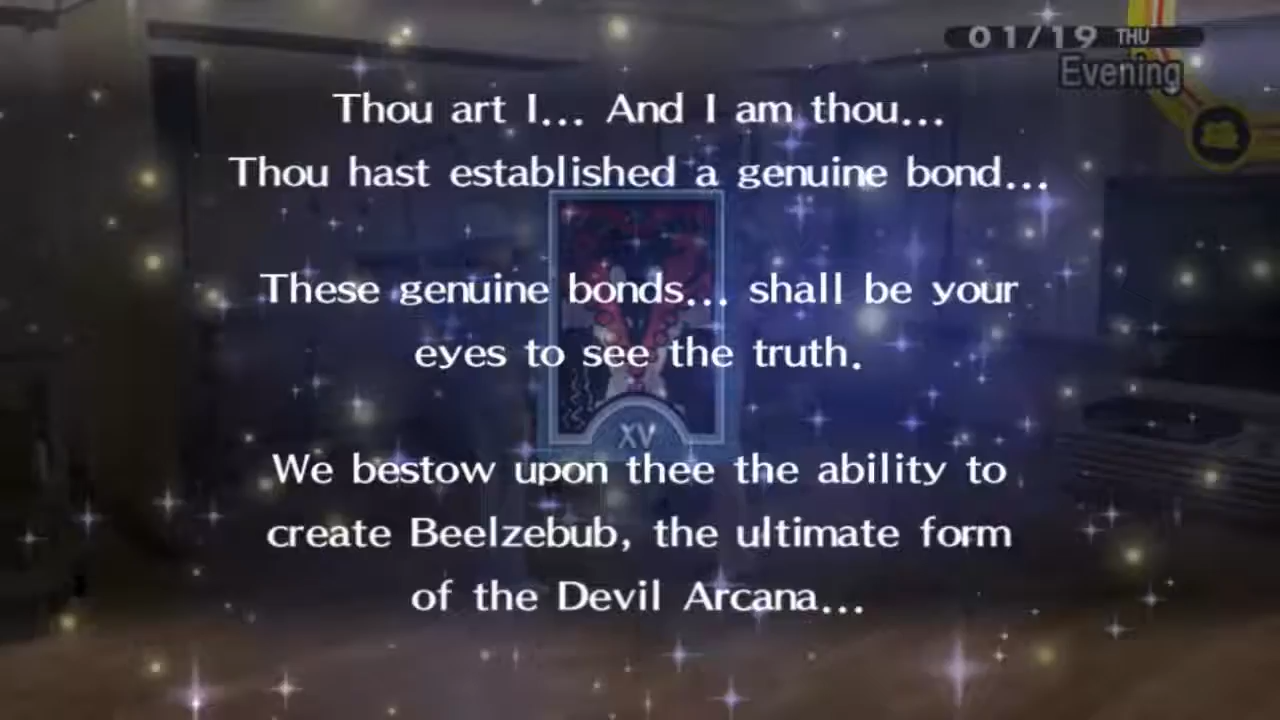 01/19 THU
Evening
Thou art I... And I am thou...
Thou hast established a genuine bond...
These genuine bonds... shall be your
eyes to see the truth.
XV
We bestow upon thee the ability to
create Beelzebub, the ultimate form
of the Devil Arcana...